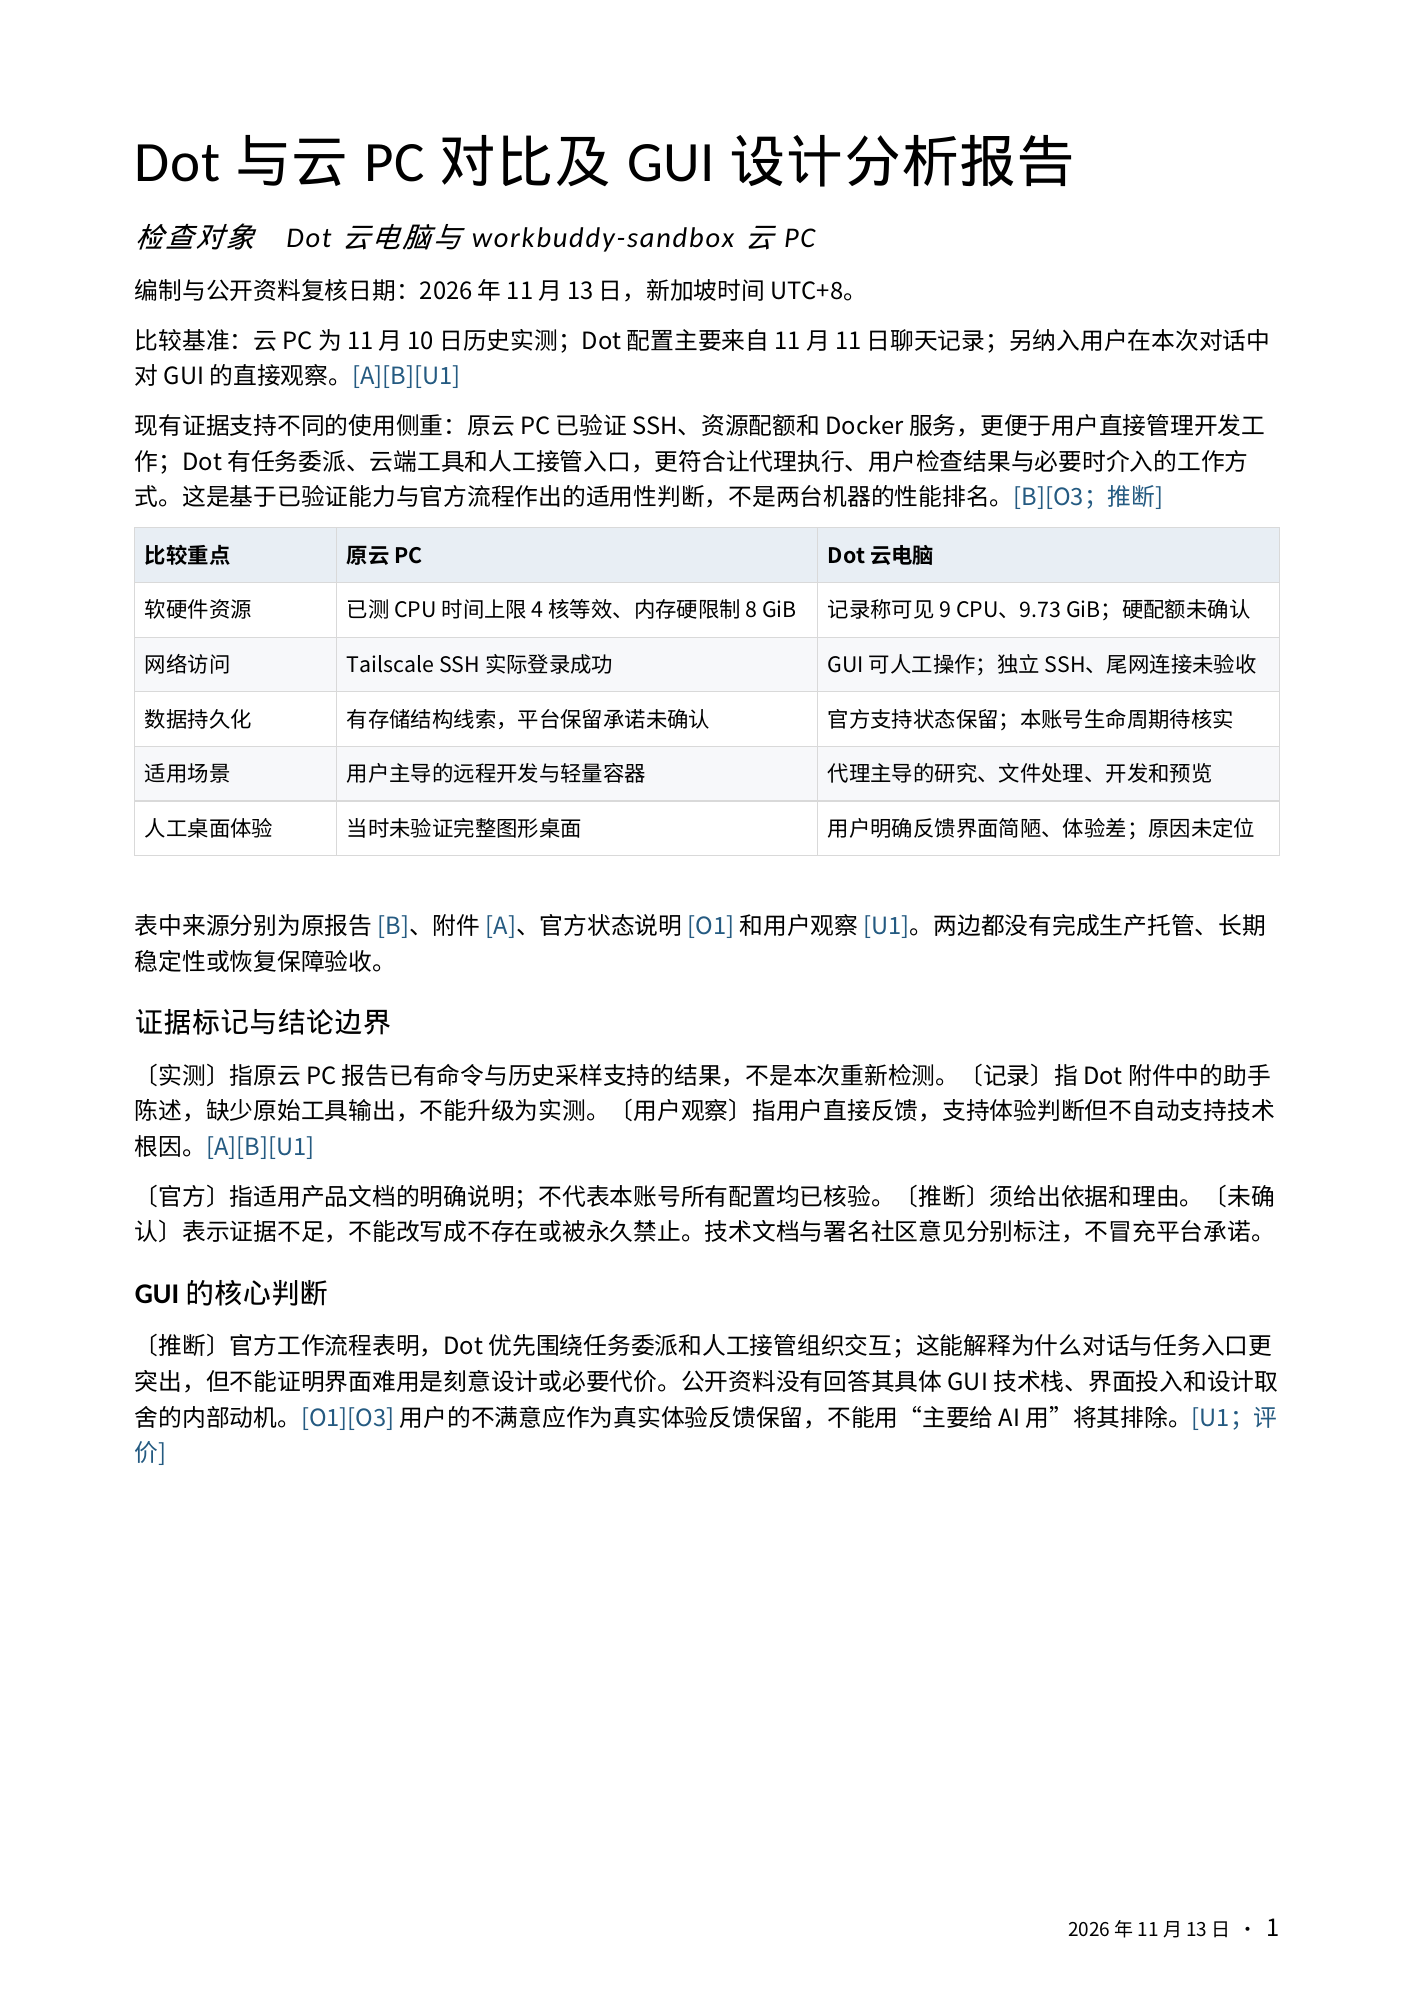 Dot 与云 PC 对比及 GUI 设计分析报告
检查对象　Dot 云电脑与 workbuddy-sandbox 云 PC
编制与公开资料复核日期：2026 年 11 月 13 日，新加坡时间 UTC+8。
比较基准：云 PC 为 11 月 10 日历史实测；Dot 配置主要来自 11 月 11 日聊天记录；另纳入用户在本次对话中
对 GUI 的直接观察。[A][B][U1]
现有证据支持不同的使用侧重：原云 PC 已验证 SSH、资源配额和 Docker 服务，更便于用户直接管理开发工
作；Dot 有任务委派、云端工具和人工接管入口，更符合让代理执行、用户检查结果与必要时介入的工作方
式。这是基于已验证能力与官方流程作出的适用性判断，不是两台机器的性能排名。[B][O3；推断]
比较重点 原云 PC Dot 云电脑
软硬件资源 已测 CPU 时间上限 4 核等效、内存硬限制 8 GiB 记录称可见 9 CPU、9.73 GiB；硬配额未确认
网络访问 Tailscale SSH 实际登录成功 GUI 可人工操作；独立 SSH、尾网连接未验收
数据持久化 有存储结构线索，平台保留承诺未确认 官方支持状态保留；本账号生命周期待核实
适用场景 用户主导的远程开发与轻量容器 代理主导的研究、文件处理、开发和预览
人工桌面体验 当时未验证完整图形桌面 用户明确反馈界面简陋、体验差；原因未定位
表中来源分别为原报告 [B]、附件 [A]、官方状态说明 [O1] 和用户观察 [U1]。两边都没有完成生产托管、长期
稳定性或恢复保障验收。
证据标记与结论边界
〔实测〕指原云 PC 报告已有命令与历史采样支持的结果，不是本次重新检测。〔记录〕指 Dot 附件中的助手
陈述，缺少原始工具输出，不能升级为实测。〔用户观察〕指用户直接反馈，支持体验判断但不自动支持技术
根因。[A][B][U1]
〔官方〕指适用产品文档的明确说明；不代表本账号所有配置均已核验。〔推断〕须给出依据和理由。〔未确
认〕表示证据不足，不能改写成不存在或被永久禁止。技术文档与署名社区意见分别标注，不冒充平台承诺。
GUI 的核心判断
〔推断〕官方工作流程表明，Dot 优先围绕任务委派和人工接管组织交互；这能解释为什么对话与任务入口更
突出，但不能证明界面难用是刻意设计或必要代价。公开资料没有回答其具体 GUI 技术栈、界面投入和设计取
舍的内部动机。[O1][O3] 用户的不满意应作为真实体验反馈保留，不能用“主要给 AI 用”将其排除。[U1；评
价]
2026 年 11 月 13 日 · 1